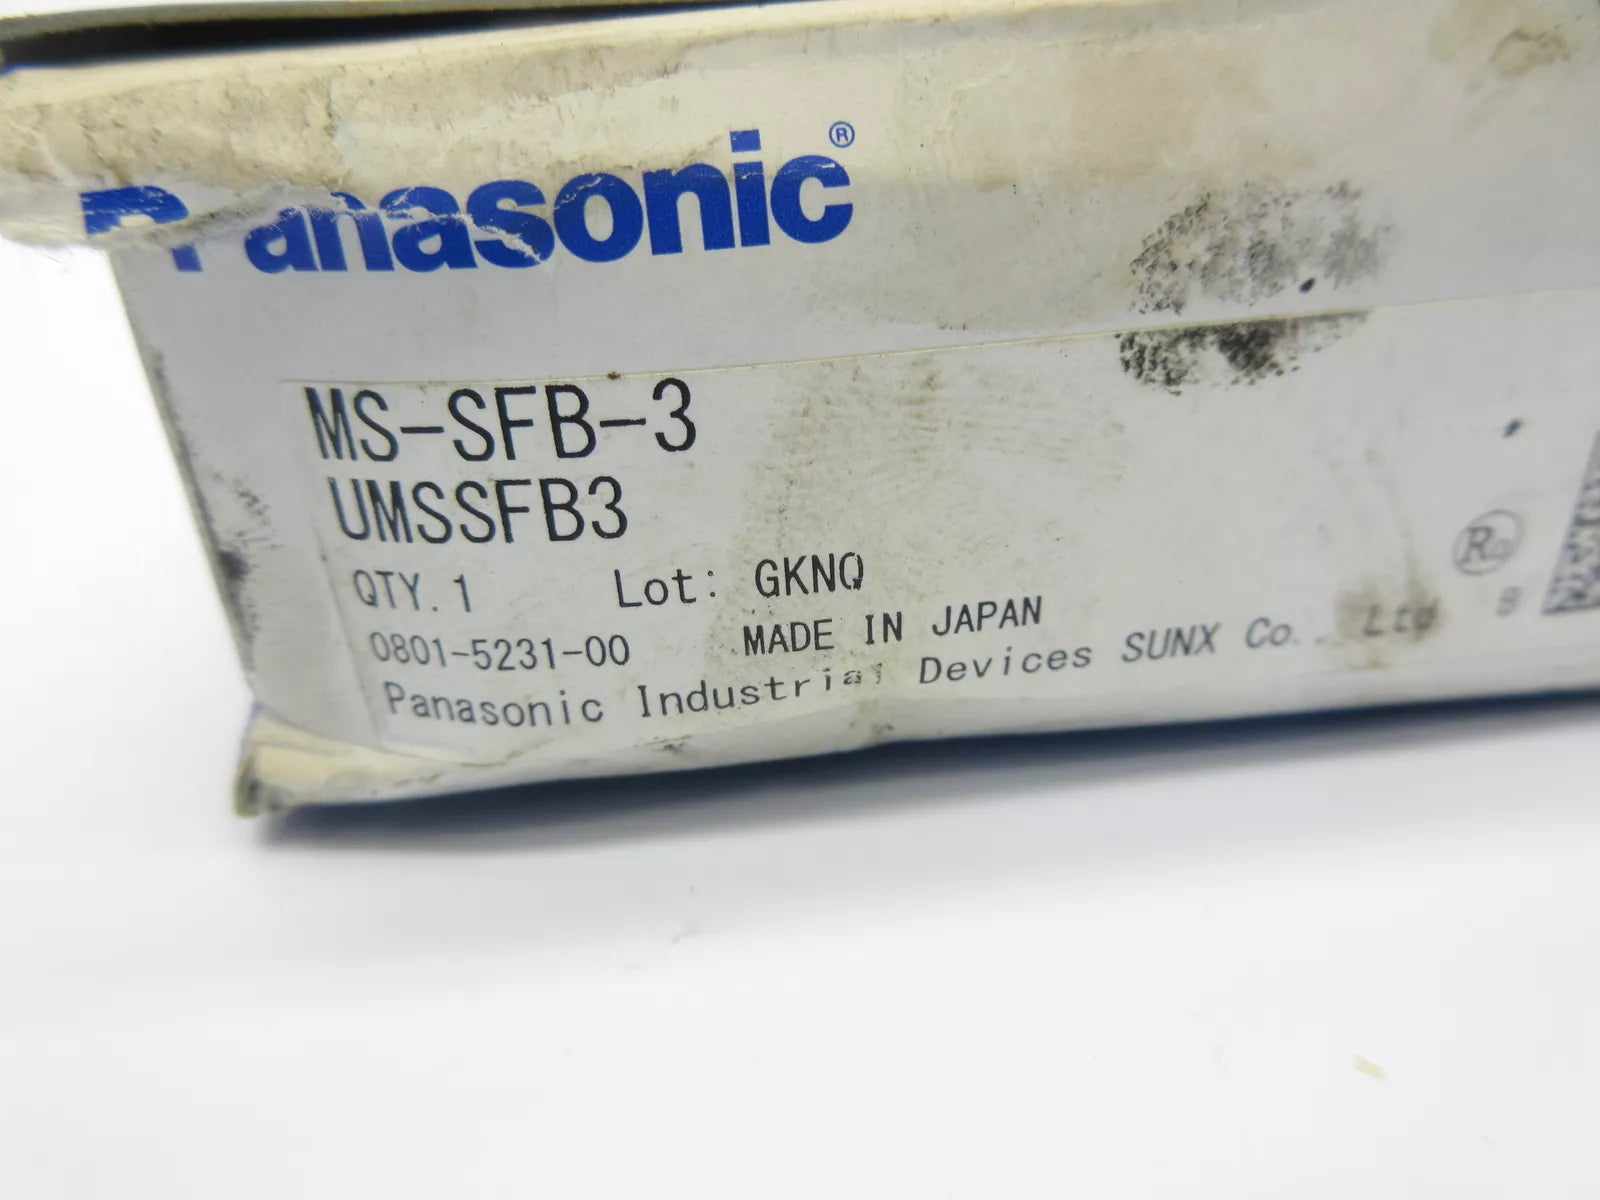 Panasonic®
MS-SFB-3
UMSSFB3
QTY. 1 Lot: GKNQ
0801-5231-00 MADE IN JAPAN
Panasonic Industrial Devices SUNX Co., Ltd